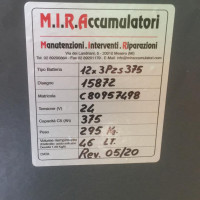 M.I.R.Accumulatori
Manutenzioni Interventi Riparazioni
Tipo Batteria 12x3Pzs375
Disegno 15872
Matricola C80957498
Tensione (V) 24
Capacità C5 (Ah) 375
Peso 295 Kg.
46 LT.
Rev. 05/20